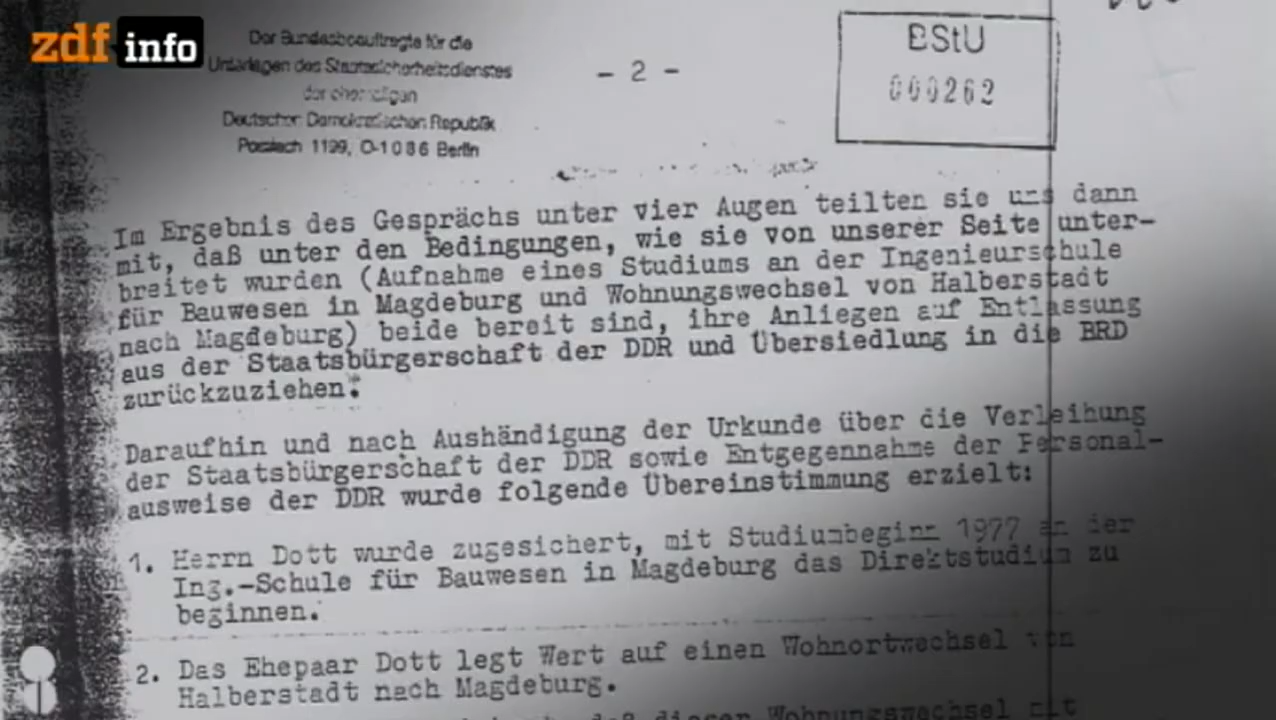 zdf info
Der Bundesbeauftragte für die
Unterlagen des Staatssicherheitsdienstes
der ehemaligen
Deutschen Demokratischen Republik
Postfach 1199, O-1086 Berlin
- 2 -
BStU
000262
Im Ergebnis des Gesprächs unter vier Augen teilten sie uns dann
mit, daß unter den Bedingungen, wie sie von unserer Seite unter-
breitet wurden (Aufnahme eines Studiums an der Ingenieurschule
für Bauwesen in Magdeburg und Wohnungswechsel von Halberstadt
nach Magdeburg) beide bereit sind, ihre Anliegen auf Entlassung
aus der Staatsbürgerschaft der DDR und Übersiedlung in die BRD
zurückzuziehen.
Daraufhin und nach Aushändigung der Urkunde über die Verleihung
der Staatsbürgerschaft der DDR sowie Entgegennahme der Personal-
ausweise der DDR wurde folgende Übereinstimmung erzielt:
1. Herrn Dott wurde zugesichert, mit Studiumbeginn 1977 an der
Ing.-Schule für Bauwesen in Magdeburg das Direktstudium zu
beginnen.
2. Das Ehepaar Dott legt Wert auf einen Wohnortwechsel von
Halberstadt nach Magdeburg.
daß dieser Wohnungswechsel mit